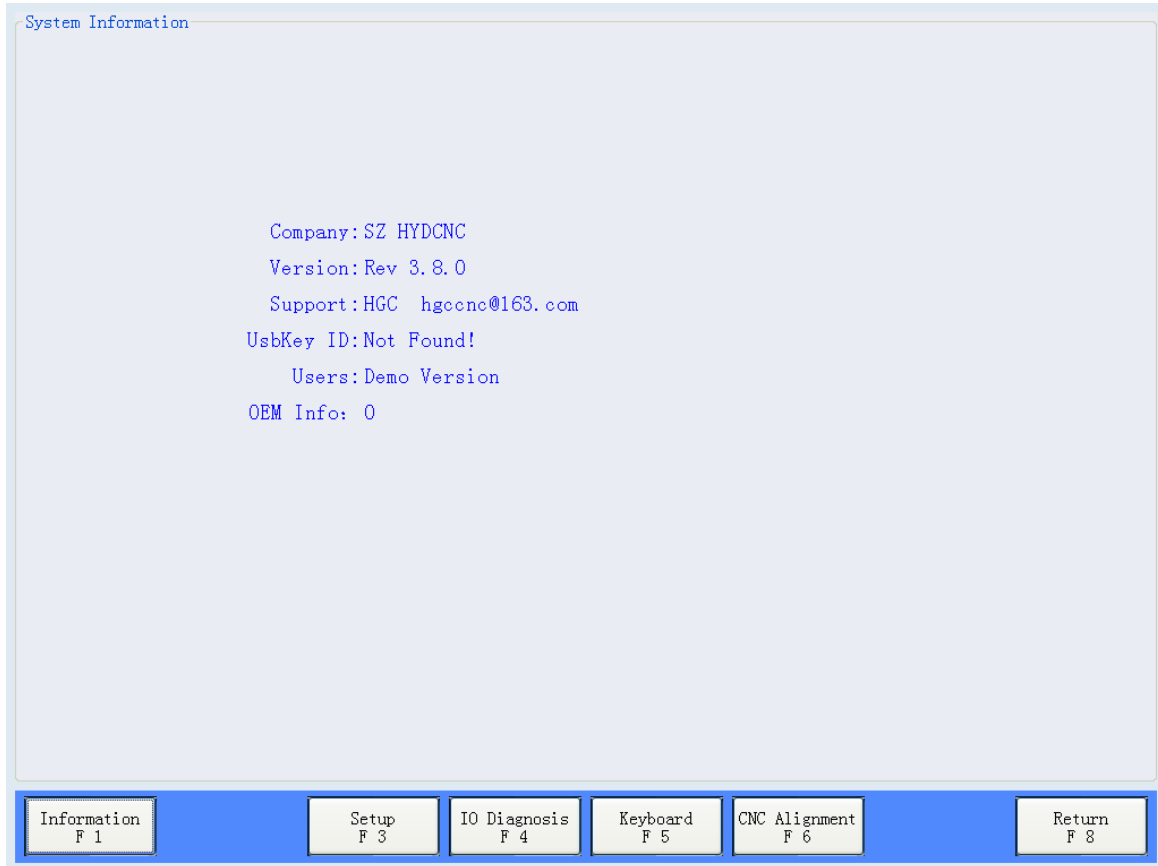 System Information
Company:SZ HYDCNC
Version:Rev 3.8.0
Support:HGC  hgccnc@163.com
UsbKey ID:Not Found!
Users:Demo Version
OEM Info: 0
Information
F 1
Setup
F 3
IO Diagnosis
F 4
Keyboard
F 5
CNC Alignment
F 6
Return
F 8